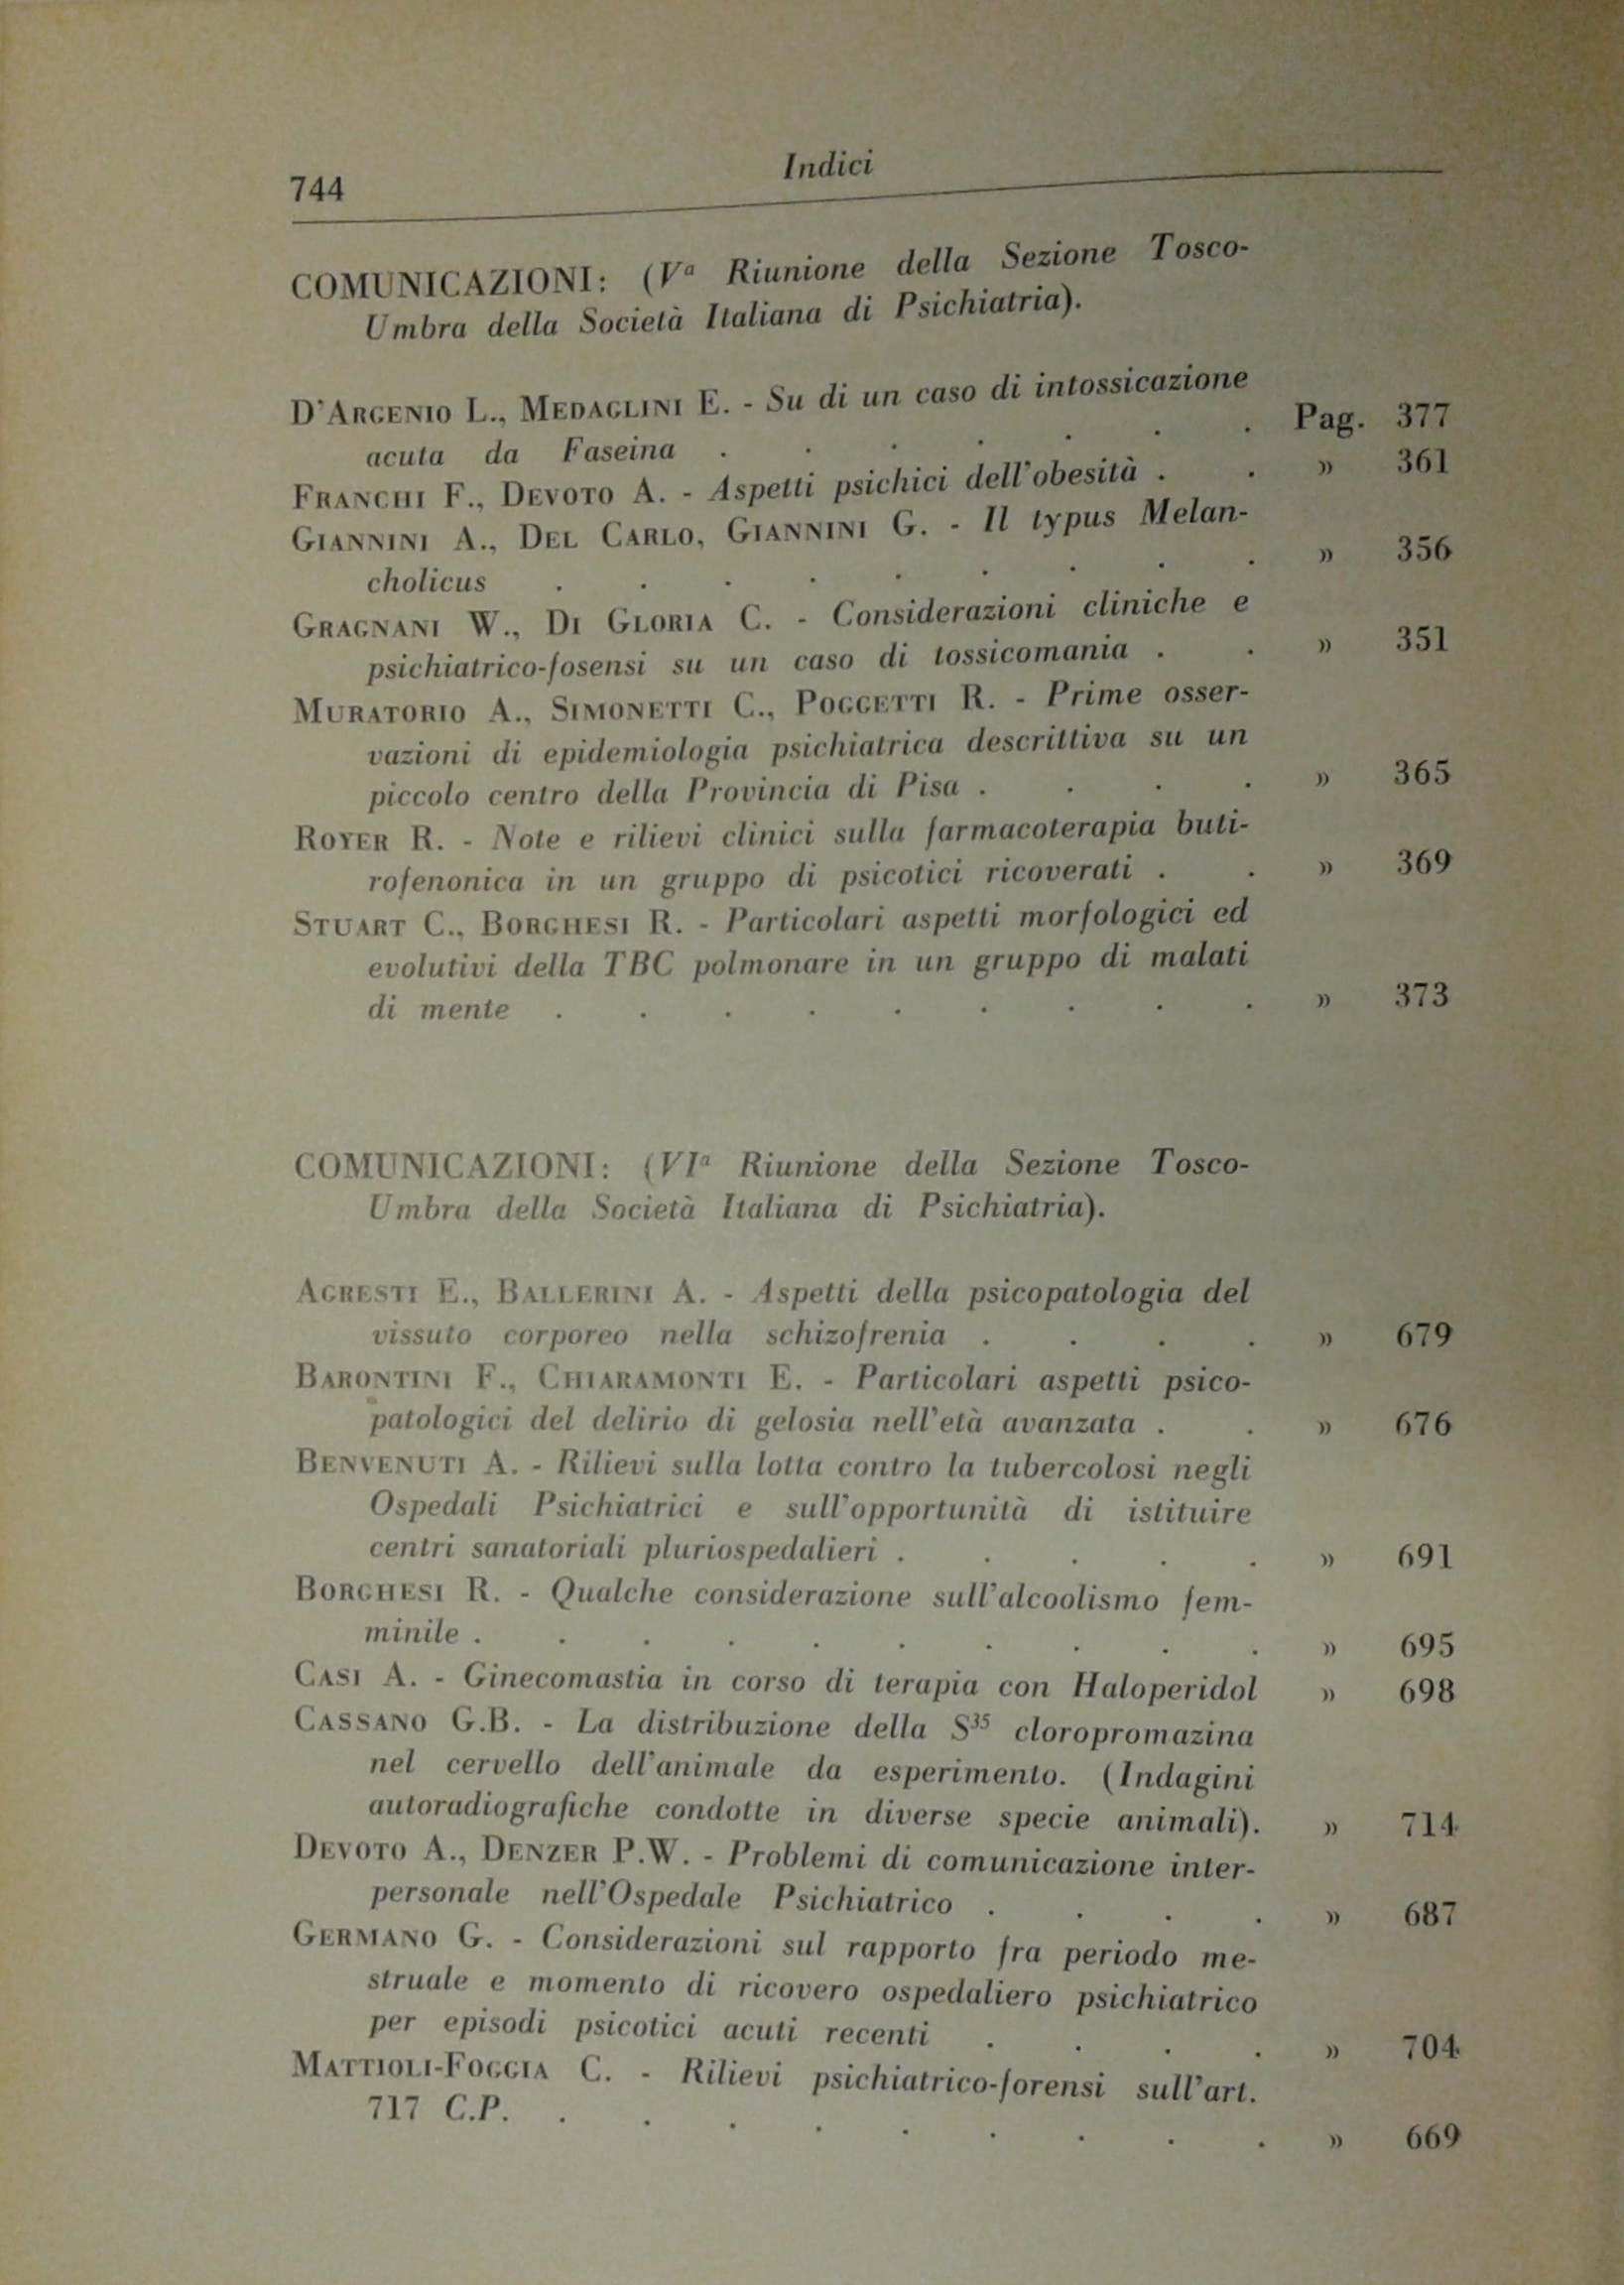 744
Indici
COMUNICAZIONI: (Vª Riunione della Sezione Tosco-
Umbra della Società Italiana di Psichiatria).
D'Argenio L., Medaglini E. - Su di un caso di intossicazione
acuta da Faseina . . . . . . . Pag. 377
Franchi F., Devoto A. - Aspetti psichici dell'obesità . . » 361
Giannini A., Del Carlo, Giannini G. - Il typus Melan-
cholicus . . . . . . . . . » 356
Gragnani W., Di Gloria C. - Considerazioni cliniche e
psichiatrico-fosensi su un caso di tossicomania . . » 351
Muratorio A., Simonetti C., Poggetti R. - Prime osser-
vazioni di epidemiologia psichiatrica descrittiva su un
piccolo centro della Provincia di Pisa . . . . » 365
Royer R. - Note e rilievi clinici sulla farmacoterapia buti-
rofenonica in un gruppo di psicotici ricoverati . . » 369
Stuart C., Borghesi R. - Particolari aspetti morfologici ed
evolutivi della TBC polmonare in un gruppo di malati
di mente . . . . . . . . . » 373
COMUNICAZIONI: (VIª Riunione della Sezione Tosco-
Umbra della Società Italiana di Psichiatria).
Agresti E., Ballerini A. - Aspetti della psicopatologia del
vissuto corporeo nella schizofrenia . . . . » 679
Barontini F., Chiaramonti E. - Particolari aspetti psico-
patologici del delirio di gelosia nell'età avanzata . . » 676
Benvenuti A. - Rilievi sulla lotta contro la tubercolosi negli
Ospedali Psichiatrici e sull'opportunità di istituire
centri sanatoriali pluriospedalieri . . . . . » 691
Borghesi R. - Qualche considerazione sull'alcoolismo fem-
minile . . . . . . . . . . » 695
Casi A. - Ginecomastia in corso di terapia con Haloperidol » 698
Cassano G.B. - La distribuzione della S³⁵ cloropromazina
nel cervello dell'animale da esperimento. (Indagini
autoradiografiche condotte in diverse specie animali). » 714
Devoto A., Denzer P.W. - Problemi di comunicazione inter-
personale nell'Ospedale Psichiatrico . . . . » 687
Germano G. - Considerazioni sul rapporto fra periodo me-
struale e momento di ricovero ospedaliero psichiatrico
per episodi psicotici acuti recenti . . . . » 704
Mattioli-Foggia C. - Rilievi psichiatrico-forensi sull'art.
717 C.P. . . . . . . . . . » 669